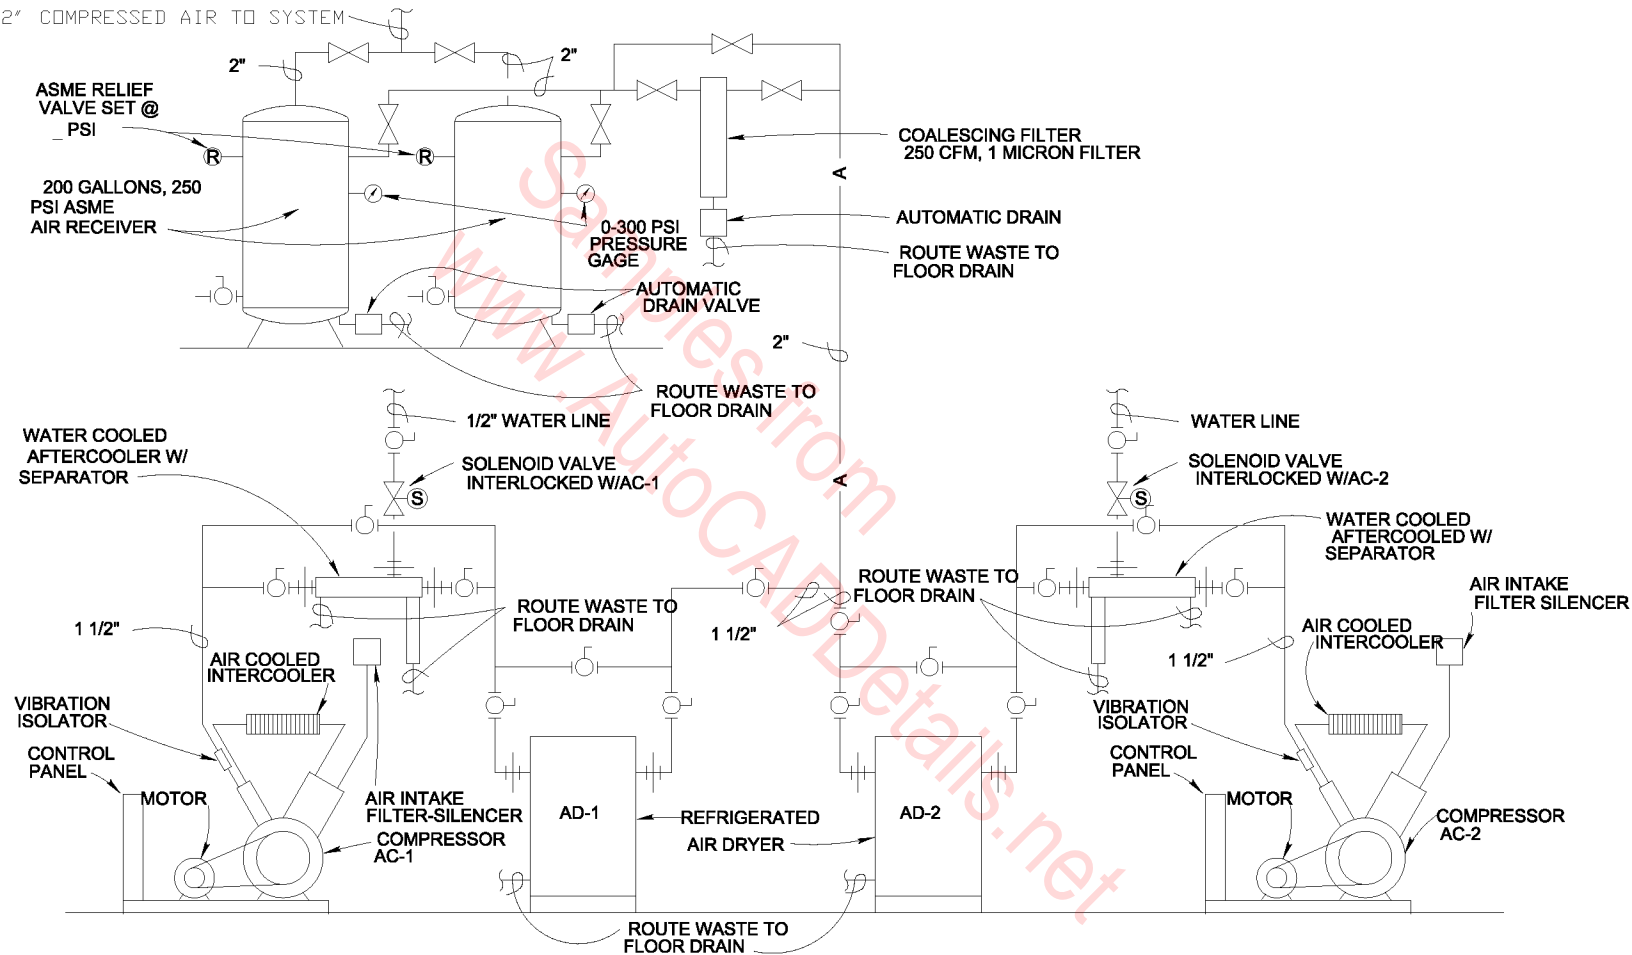 2" COMPRESSED AIR TO SYSTEM
2"
2"
ASME RELIEF
VALVE SET @
_ PSI
R
R
COALESCING FILTER
250 CFM, 1 MICRON FILTER
A
200 GALLONS, 250
PSI ASME
AIR RECEIVER
AUTOMATIC DRAIN
0-300 PSI
PRESSURE
GAGE
ROUTE WASTE TO
FLOOR DRAIN
AUTOMATIC
DRAIN VALVE
2"
ROUTE WASTE TO
FLOOR DRAIN
1/2" WATER LINE
WATER LINE
WATER COOLED
AFTERCOOLER W/
SEPARATOR
SOLENOID VALVE
INTERLOCKED W/AC-1
S
A
SOLENOID VALVE
INTERLOCKED W/AC-2
S
WATER COOLED
AFTERCOOLED W/
SEPARATOR
ROUTE WASTE TO
FLOOR DRAIN
ROUTE WASTE TO
FLOOR DRAIN
AIR INTAKE
FILTER SILENCER
1 1/2"
1 1/2"
1 1/2"
AIR COOLED
INTERCOOLER
AIR COOLED
INTERCOOLER
VIBRATION
ISOLATOR
VIBRATION
ISOLATOR
CONTROL
PANEL
CONTROL
PANEL
MOTOR
AIR INTAKE
FILTER-SILENCER
COMPRESSOR
AC-1
AD-1
REFRIGERATED
AIR DRYER
AD-2
MOTOR
COMPRESSOR
AC-2
ROUTE WASTE TO
FLOOR DRAIN
Samples from
www.AutoCADDetails.net